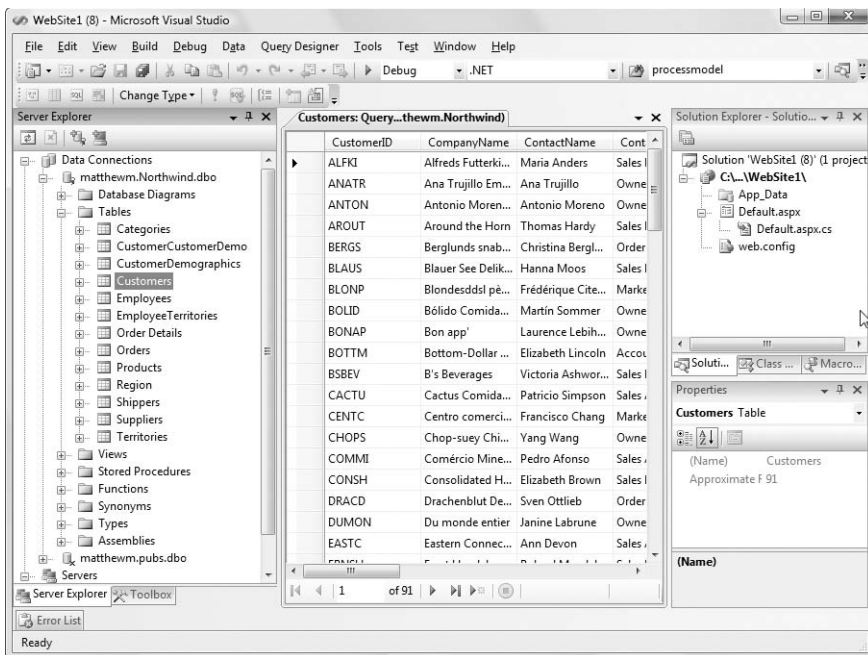 WebSite1 (8) - Microsoft Visual Studio
File Edit View Build Debug Data Query Designer Tools Test Window Help
Debug .NET processmodel
Change Type
Server Explorer
Data Connections
matthewm.Northwind.dbo
Database Diagrams
Tables
Categories
CustomerCustomerDemo
CustomerDemographics
Customers
Employees
EmployeeTerritories
Order Details
Orders
Products
Region
Shippers
Suppliers
Territories
Views
Stored Procedures
Functions
Synonyms
Types
Assemblies
matthewm.pubs.dbo
Servers
Server Explorer Toolbox
Customers: Query...thewm.Northwind)
CustomerID CompanyName ContactName Cont
ALFKI Alfreds Futterki... Maria Anders Sales
ANATR Ana Trujillo Em... Ana Trujillo Owne
ANTON Antonio Moren... Antonio Moreno Owne
AROUT Around the Horn Thomas Hardy Sales
BERGS Berglunds snab... Christina Bergl... Order
BLAUS Blauer See Delik... Hanna Moos Sales
BLONP Blondesddsl pè... Frédérique Cite... Marke
BOLID Bólido Comida... Martín Sommer Owne
BONAP Bon app' Laurence Lebih... Owne
BOTTM Bottom-Dollar ... Elizabeth Lincoln Accou
BSBEV B's Beverages Victoria Ashwor... Sales
CACTU Cactus Comida... Patricio Simpson Sales
CENTC Centro comerci... Francisco Chang Marke
CHOPS Chop-suey Chi... Yang Wang Owne
COMMI Comércio Mine... Pedro Afonso Sales
CONSH Consolidated H... Elizabeth Brown Sales
DRACD Drachenblut De... Sven Ottlieb Order
DUMON Du monde entier Janine Labrune Owne
EASTC Eastern Connec... Ann Devon Sales
1 of 91
Solution Explorer - Solutio...
Solution 'WebSite1 (8)' (1 project
C:\...\WebSite1\
App_Data
Default.aspx
Default.aspx.cs
web.config
Soluti... Class ... Macro...
Properties
Customers Table
(Name) Customers
Approximate F 91
(Name)
Error List
Ready